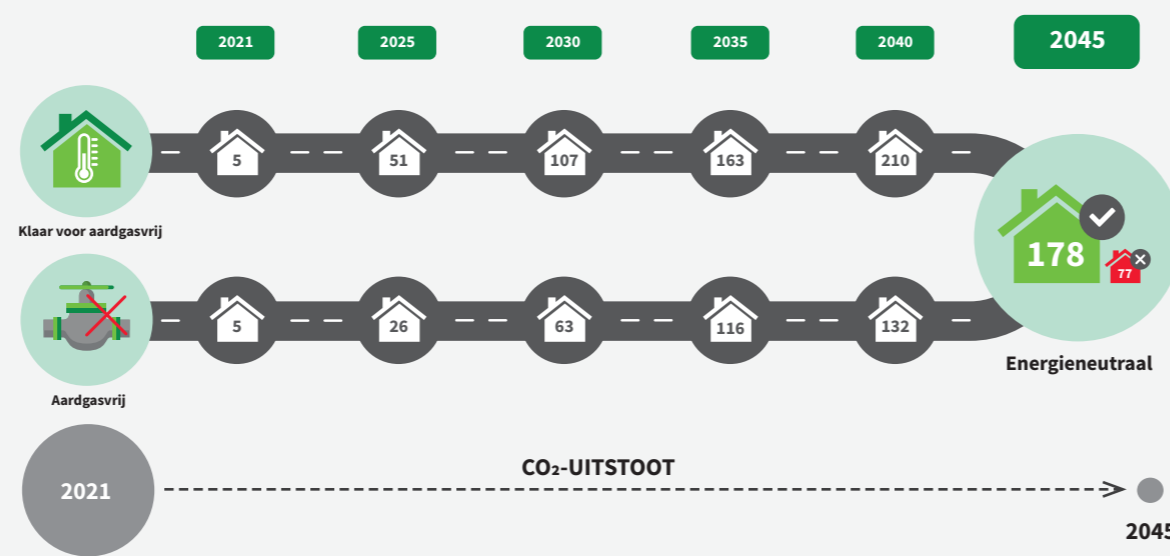 2021 2025 2030 2035 2040 2045
5 51 107 163 210
Klaar voor aardgasvrij
178
77
5 26 63 116 132
Energieneutraal
Aardgasvrij
CO₂-UITSTOOT
2021
2045